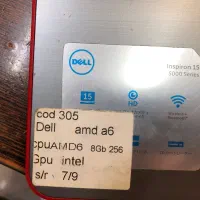 DELL
Inspiron 15
5000 Series
15
HD
cod 305
Dell amd a6
cpuAMD6 8Gb 256
Gpu intel
s/r v 7/9